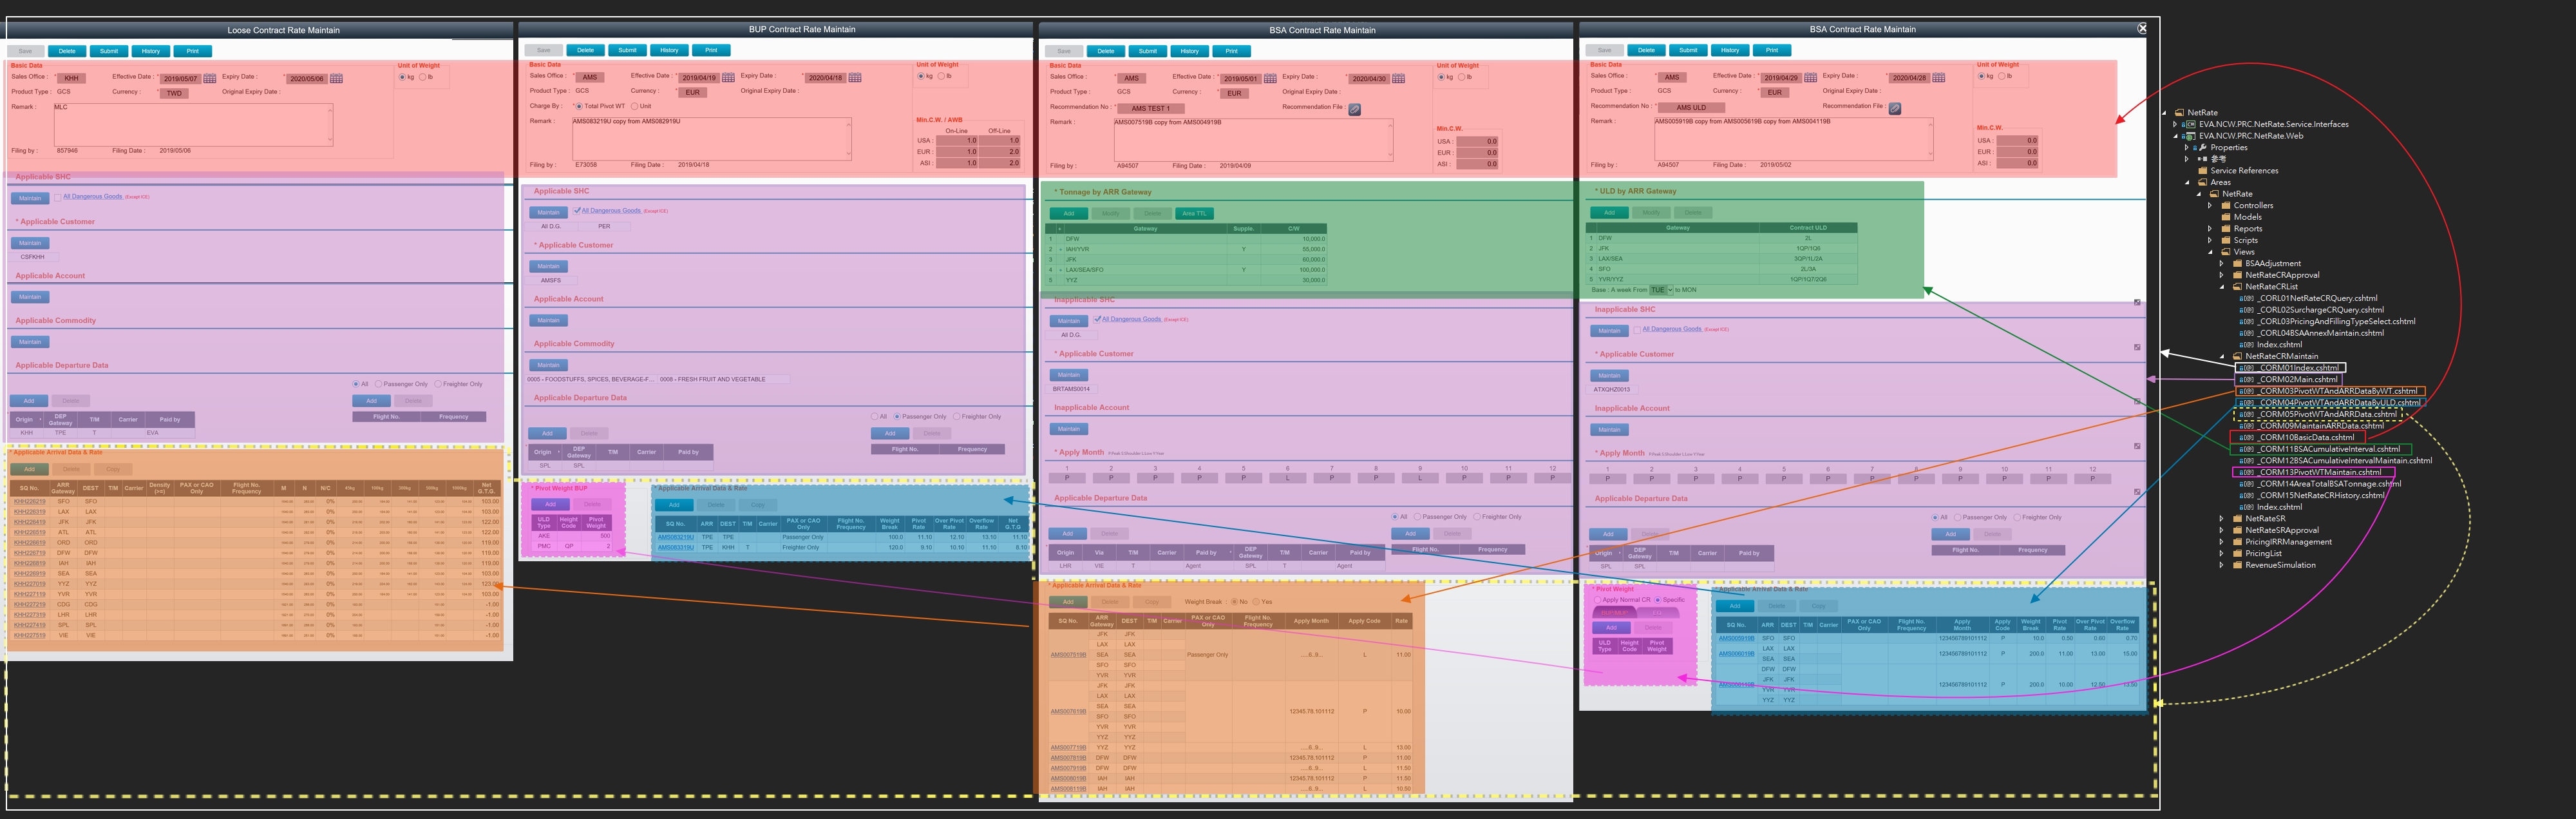 Loose Contract Rate Maintain
Save Delete Submit History Print
Basic Data
Unit of Weight
Sales Office : * KHH Effective Date : * 2019/05/07 Expiry Date : * 2020/05/06 kg lb
Product Type : GCS Currency : * TWD Original Expiry Date :
Remark : MLC
Filing by : 857946 Filing Date : 2019/05/06
Applicable SHC
Maintain All Dangerous Goods (Except ICE)
* Applicable Customer
Maintain
CSFKHH
Applicable Account
Maintain
Applicable Commodity
Maintain
Applicable Departure Data
All Passenger Only Freighter Only
Add Delete Add Delete
Origin DEP Gateway T/M Carrier Paid by Flight No. Frequency
KHH TPE T EVA
* Applicable Arrival Data & Rate
Add Delete Copy
SQ No. ARR Gateway DEST T/M Carrier Density (>=) PAX or CAO Only Flight No. Frequency M N N/C 45kg 100kg 300kg 500kg 1000kg Net G.T.G.
SFO SFO 0% 103.00
LAX LAX 0% 103.00
JFK JFK 0% 122.00
ATL ATL 0% 122.00
ORD ORD 0% 119.00
DFW DFW 0% 119.00
IAH IAH 0% 119.00
SEA SEA 0% 103.00
YYZ YYZ 0% 123.00
YVR YVR 0% 103.00
CDG CDG 0% -1.00
LHR LHR 0% -1.00
SPL SPL 0% -1.00
VIE VIE 0% -1.00
BUP Contract Rate Maintain
Save Delete Submit History Print
Basic Data
Unit of Weight
Sales Office : * AMS Effective Date : * 2019/04/19 Expiry Date : * 2020/04/18 kg lb
Product Type : GCS Currency : * EUR Original Expiry Date :
Charge By : * Total Pivot WT Unit
Remark : AMS083219U copy from AMS082919U
Min.C.W. / AWB
On-Line Off-Line
USA : 1.0 1.0
EUR : 1.0 2.0
ASI : 1.0 2.0
Filing by : E73058 Filing Date : 2019/04/18
Applicable SHC
Maintain All Dangerous Goods (Except ICE)
All D.G. PER
* Applicable Customer
Maintain
AMSFS
Applicable Account
Maintain
Applicable Commodity
Maintain
0005 - FOODSTUFFS, SPICES, BEVERAGE-F... 0008 - FRESH FRUIT AND VEGETABLE
Applicable Departure Data
All Passenger Only Freighter Only
Add Delete Add Delete
Origin DEP Gateway T/M Carrier Paid by Flight No. Frequency
SPL SPL
* Pivot Weight BUP
Add Delete
ULD Type Height Code Pivot Weight
AKE 500
PMC QP 2
* Applicable Arrival Data & Rate
Add Delete Copy
SQ No. ARR DEST T/M Carrier PAX or CAO Only Flight No. Frequency Weight Break Pivot Rate Over Pivot Rate Overflow Rate Net G.T.G
AMS083219U TPE TPE Passenger Only 100.0 11.10 12.10 13.10 11.10
AMS083319U TPE KHH T Freighter Only 120.0 9.10 10.10 11.10 8.10
BSA Contract Rate Maintain
Save Delete Submit History Print
Basic Data
Unit of Weight
Sales Office : * AMS Effective Date : * 2019/05/01 Expiry Date : * 2020/04/30 kg lb
Product Type : GCS Currency : * EUR Original Expiry Date :
Recommendation No : * AMS TEST 1 Recommendation File :
Remark : AMS007519B copy from AMS004919B
Min.C.W.
USA : 0.0
EUR : 0.0
ASI : 0.0
Filing by : A94507 Filing Date : 2019/04/09
* Tonnage by ARR Gateway
Add Modify Delete Area TTL
+ Gateway Supple. C/W
1 DFW 10,000.0
2 + IAH/YVR Y 55,000.0
3 JFK 60,000.0
4 + LAX/SEA/SFO Y 100,000.0
5 YYZ 30,000.0
Inapplicable SHC
Maintain All Dangerous Goods (Except ICE)
All D.G.
* Applicable Customer
Maintain
BRTAMS0014
Inapplicable Account
Maintain
* Apply Month P:Peak S:Shoulder L:Low Y:Year
1 2 3 4 5 6 7 8 9 10 11 12
P P P P P L P P L P P P
Applicable Departure Data
All Passenger Only Freighter Only
Add Delete Add Delete
Origin Via T/M Carrier Paid by DEP Gateway T/M Carrier Paid by Flight No. Frequency
LHR VIE T Agent SPL T Agent
* Applicable Arrival Data & Rate
Add Delete Copy Weight Break : No Yes
SQ No. ARR Gateway DEST T/M Carrier PAX or CAO Only Flight No. Frequency Apply Month Apply Code Rate
JFK JFK
LAX LAX
AMS007519B SEA SEA Passenger Only .....6..9... L 11.00
SFO SFO
YVR YVR
JFK JFK
LAX LAX
SEA SEA
AMS007619B SFO SFO 12345.78.101112 P 10.00
YVR YVR
YYZ YYZ
AMS007719B YYZ YYZ .....6..9... L 13.00
AMS007819B DFW DFW 12345.78.101112 P 11.00
AMS007919B DFW DFW .....6..9... L 11.50
AMS008019B IAH IAH 12345.78.101112 P 11.50
AMS008119B IAH IAH .....6..9... L 10.50
BSA Contract Rate Maintain
Save Delete Submit History Print
Basic Data
Unit of Weight
Sales Office : * AMS Effective Date : * 2019/04/29 Expiry Date : * 2020/04/28 kg lb
Product Type : GCS Currency : * EUR Original Expiry Date :
Recommendation No : * AMS ULD Recommendation File :
Remark : AMS005919B copy from AMS005619B copy from AMS004119B
Min.C.W.
USA : 0.0
EUR : 0.0
ASI : 0.0
Filing by : A94507 Filing Date : 2019/05/02
* ULD by ARR Gateway
Add Modify Delete
Gateway Contract ULD
1 DFW 2L
2 JFK 1QP/1Q6
3 LAX/SEA 3QP/1L/2A
4 SFO 2L/3A
5 YVR/YYZ 1QP/1Q7/2Q6
Base : A week From TUE to MON
Inapplicable SHC
Maintain All Dangerous Goods (Except ICE)
* Applicable Customer
Maintain
ATXQHZ0013
Inapplicable Account
Maintain
* Apply Month P:Peak S:Shoulder L:Low Y:Year
1 2 3 4 5 6 7 8 9 10 11 12
P P P P P P P P P P P P
Applicable Departure Data
All Passenger Only Freighter Only
Add Delete Add Delete
Origin DEP Gateway T/M Carrier Paid by Flight No. Frequency
SPL SPL
* Pivot Weight
Apply Normal CR Specific
Add Delete
ULD Type Height Code Pivot Weight
* Applicable Arrival Data & Rate
Add Delete Copy
SQ No. ARR DEST T/M Carrier PAX or CAO Only Flight No. Frequency Apply Month Apply Code Weight Break Pivot Rate Over Pivot Rate Overflow Rate
AMS005919B SFO SFO 123456789101112 P 10.0 0.50 0.60 0.70
LAX LAX
AMS006019B SEA SEA 123456789101112 P 200.0 11.00 13.00 15.00
DFW DFW
JFK JFK
YVR YVR 123456789101112 P 200.0 10.00 12.50 13.50
YYZ YYZ
NetRate
EVA.NCW.PRC.NetRate.Service.Interfaces
EVA.NCW.PRC.NetRate.Web
Properties
參考
Service References
Areas
NetRate
Controllers
Models
Reports
Scripts
Views
BSAAdjustment
NetRateCRApproval
NetRateCRList
_CORL01NetRateCRQuery.cshtml
_CORL02SurchargeCRQuery.cshtml
_CORL03PricingAndFillingTypeSelect.cshtml
_CORL04BSAAnnexMaintain.cshtml
Index.cshtml
NetRateCRMaintain
_CORM01Index.cshtml
_CORM02Main.cshtml
_CORM03PivotWTAndARRDataByWT.cshtml
_CORM04PivotWTAndARRDataByULD.cshtml
_CORM05PivotWTAndARRData.cshtml
_CORM09MaintainARRData.cshtml
_CORM10BasicData.cshtml
_CORM11BSACumulativeInterval.cshtml
_CORM12BSACumulativeIntervalMaintain.cshtml
_CORM13PivotWTMaintain.cshtml
_CORM14AreaTotalBSATonnage.cshtml
_CORM15NetRateCRHistory.cshtml
Index.cshtml
NetRateSR
NetRateSRApproval
PricingIRRManagement
PricingList
RevenueSimulation